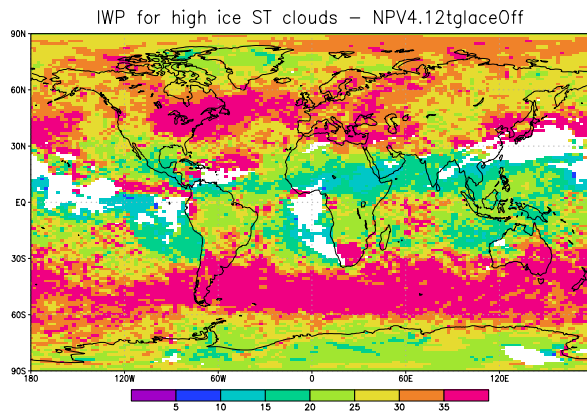 IWP for high ice ST clouds – NPV4.12tglaceOff
90N
60N
30N
EQ
30S
60S
90S
180 120W 60W 0 60E 120E
5 10 15 20 25 30 35